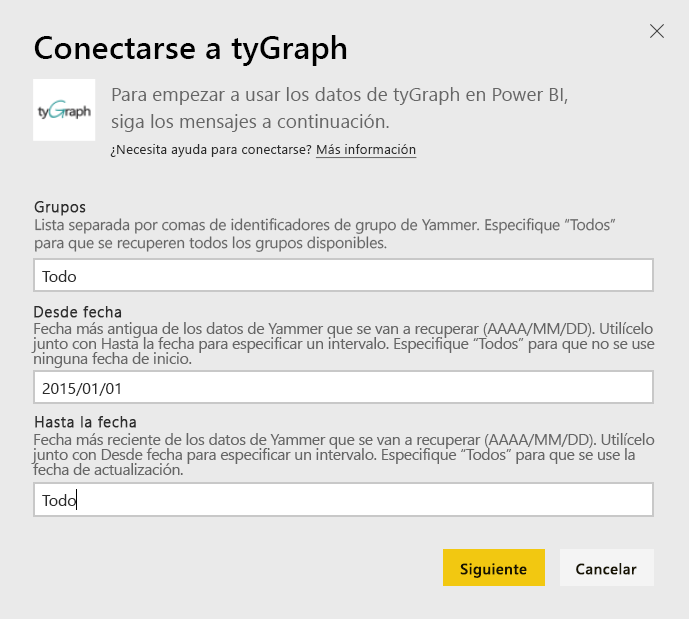 Conectarse a tyGraph
tyGraph
Para empezar a usar los datos de tyGraph en Power BI,
siga los mensajes a continuación.
¿Necesita ayuda para conectarse? Más información
Grupos
Lista separada por comas de identificadores de grupo de Yammer. Especifique “Todos”
para que se recuperen todos los grupos disponibles.
Todo
Desde fecha
Fecha más antigua de los datos de Yammer que se van a recuperar (AAAA/MM/DD). Utilícelo
junto con Hasta la fecha para especificar un intervalo. Especifique “Todos” para que no se use
ninguna fecha de inicio.
2015/01/01
Hasta la fecha
Fecha más reciente de los datos de Yammer que se van a recuperar (AAAA/MM/DD). Utilícelo
junto con Desde fecha para especificar un intervalo. Especifique “Todos” para que se use la
fecha de actualización.
Todo
Siguiente
Cancelar